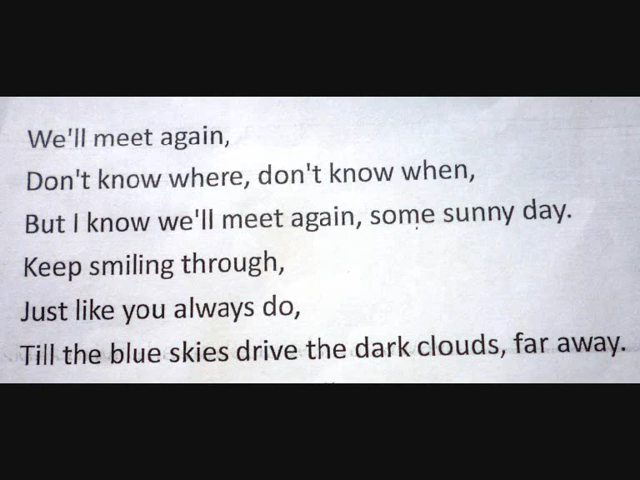 We'll meet again,
Don't know where, don't know when,
But I know we'll meet again, some sunny day.
Keep smiling through,
Just like you always do,
Till the blue skies drive the dark clouds, far away.